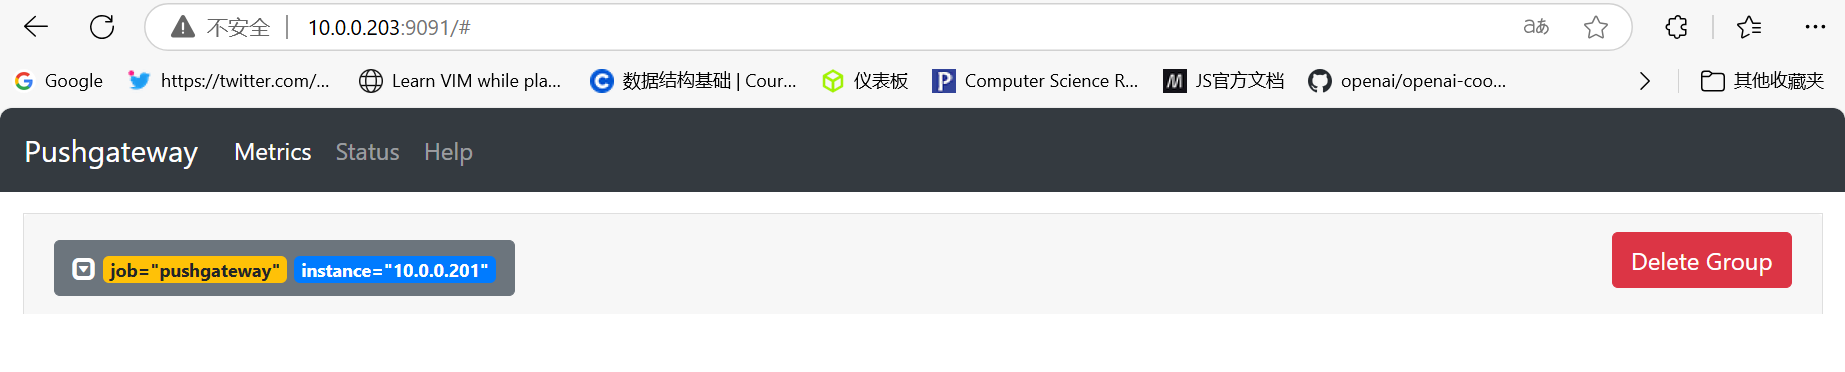 不安全 10.0.0.203:9091/# aあ
Google https://twitter.com/... Learn VIM while pla... 数据结构基础 | Cour... 仪表板 Computer Science R... JS官方文档 openai/openai-coo... 其他收藏夹
Pushgateway Metrics Status Help
job="pushgateway" instance="10.0.0.201" Delete Group